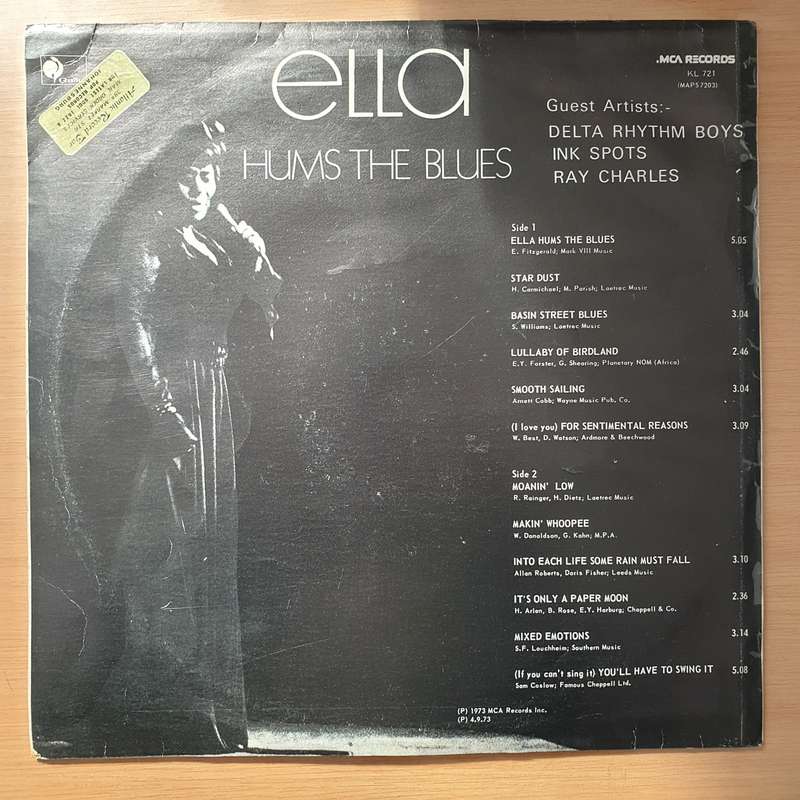 ella
HUMS THE BLUES
MCA RECORDS
KL 721
(MAPS 7203)
Guest Artists:-
DELTA RHYTHM BOYS
INK SPOTS
RAY CHARLES
Side 1
ELLA HUMS THE BLUES 5.05
E. Fitzgerald; Mark VIII Music
STAR DUST
H. Carmichael; M. Parish; Laetrec Music
BASIN STREET BLUES 3.04
S. Williams; Laetrec Music
LULLABY OF BIRDLAND 2.46
E.Y. Forster, G. Shearing; Planetary NOM (Africa)
SMOOTH SAILING 3.04
Arnett Cobb; Wayne Music Pub. Co.
(I love you) FOR SENTIMENTAL REASONS 3.09
W. Best, D. Watson; Ardmore & Beechwood
Side 2
MOANIN' LOW
R. Rainger, H. Dietz; Laetrec Music
MAKIN' WHOOPEE
W. Donaldson, G. Kahn; M.P.A.
INTO EACH LIFE SOME RAIN MUST FALL 3.10
Allen Roberts, Doris Fisher; Leeds Music
IT'S ONLY A PAPER MOON 2.36
H. Arlen, B. Rose, E.Y. Harburg; Chappell & Co.
MIXED EMOTIONS 3.14
S.F. Louchheim; Southern Music
(If you can't sing it) YOU'LL HAVE TO SWING IT 5.08
Sam Coslow; Famous Chappell Ltd.
(P) 1973 MCA Records Inc.
(P) 4.9.73
Record Bar
JOHANNESBURG